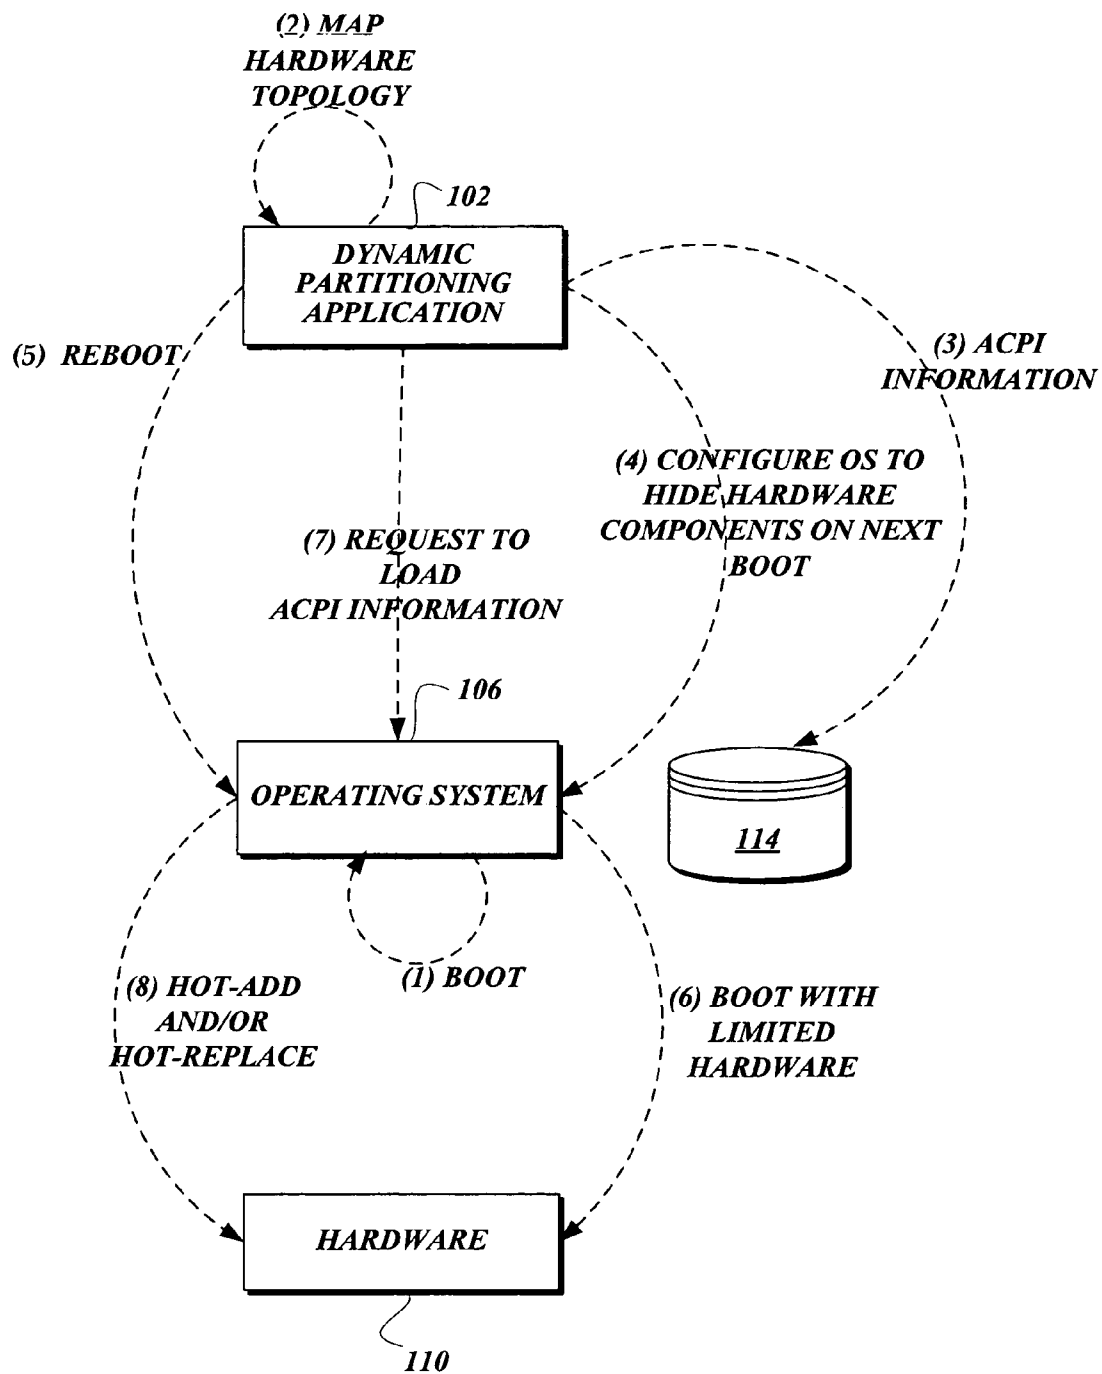 (2) MAP
HARDWARE
TOPOLOGY
102
DYNAMIC
PARTITIONING
APPLICATION
(5) REBOOT
(3) ACPI
INFORMATION
(4) CONFIGURE OS TO
HIDE HARDWARE
COMPONENTS ON NEXT
BOOT
(7) REQUEST TO
LOAD
ACPI INFORMATION
106
OPERATING SYSTEM
114
(1) BOOT
(8) HOT-ADD
AND/OR
HOT-REPLACE
(6) BOOT WITH
LIMITED
HARDWARE
HARDWARE
110